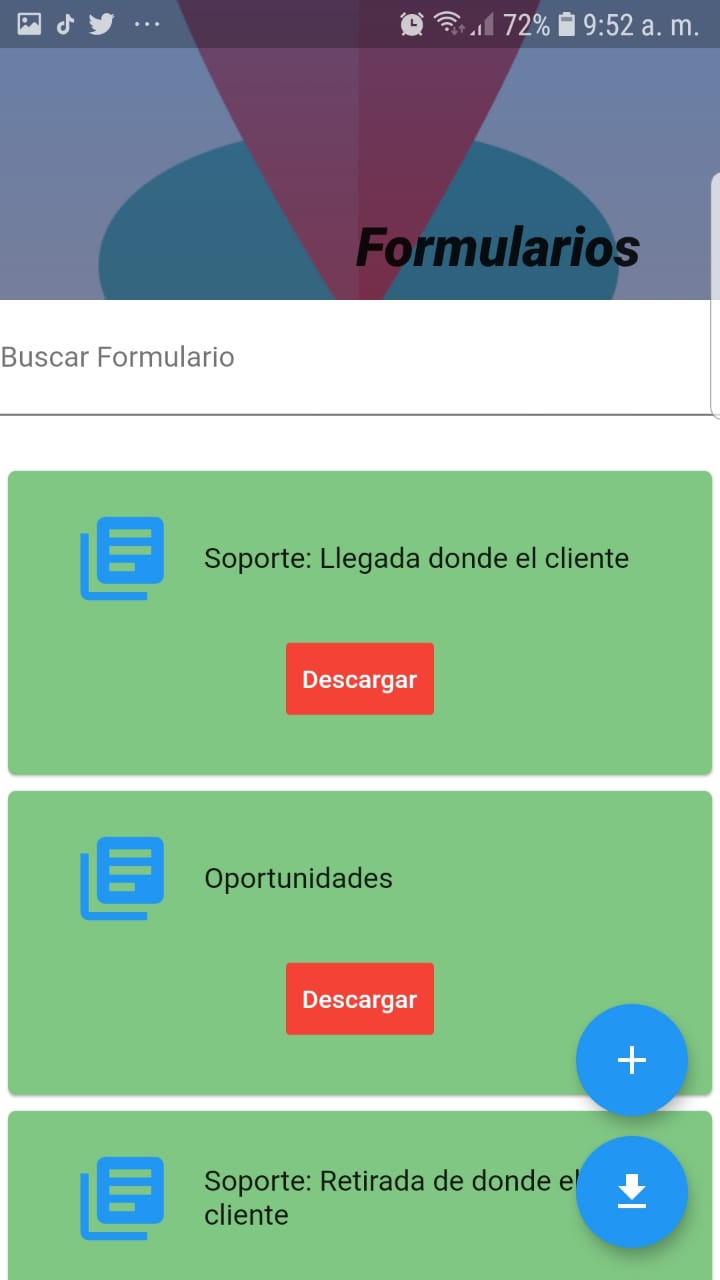 72% 9:52 a. m.
Formularios
Buscar Formulario
Soporte: Llegada donde el cliente
Descargar
Oportunidades
Descargar
Soporte: Retirada de donde el
cliente